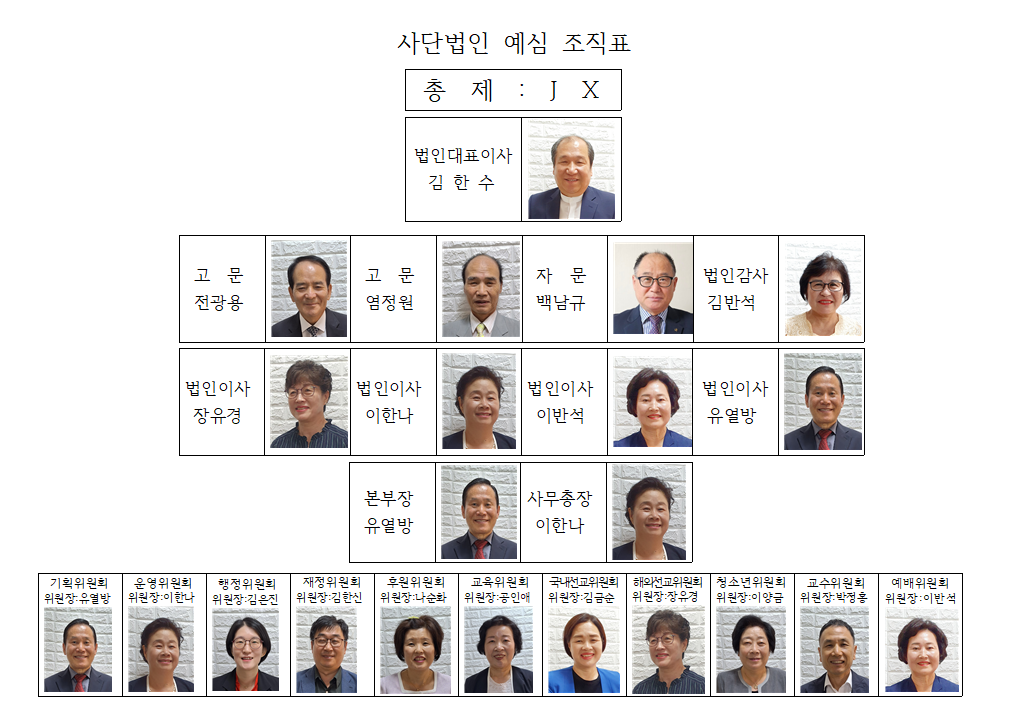 사단법인 예심 조직표
총 제 : J X
법인대표이사
김 한 수
고 문
전광용
고 문
염정원
자 문
백남규
법인감사
김반석
법인이사
장유경
법인이사
이한나
법인이사
이반석
법인이사
유열방
본부장
유열방
사무총장
이한나
기획위원회
위원장:유열방
운영위원회
위원장:이한나
행정위원회
위원장:김은진
재정위원회
위원장:김한신
후원위원회
위원장:나순화
교육위원회
위원장:공인애
국내선교위원회
위원장:김금순
해외선교위원회
위원장:장유경
청소년위원회
위원장:이양금
교수위원회
위원장:박정홍
예배위원회
위원장:이반석